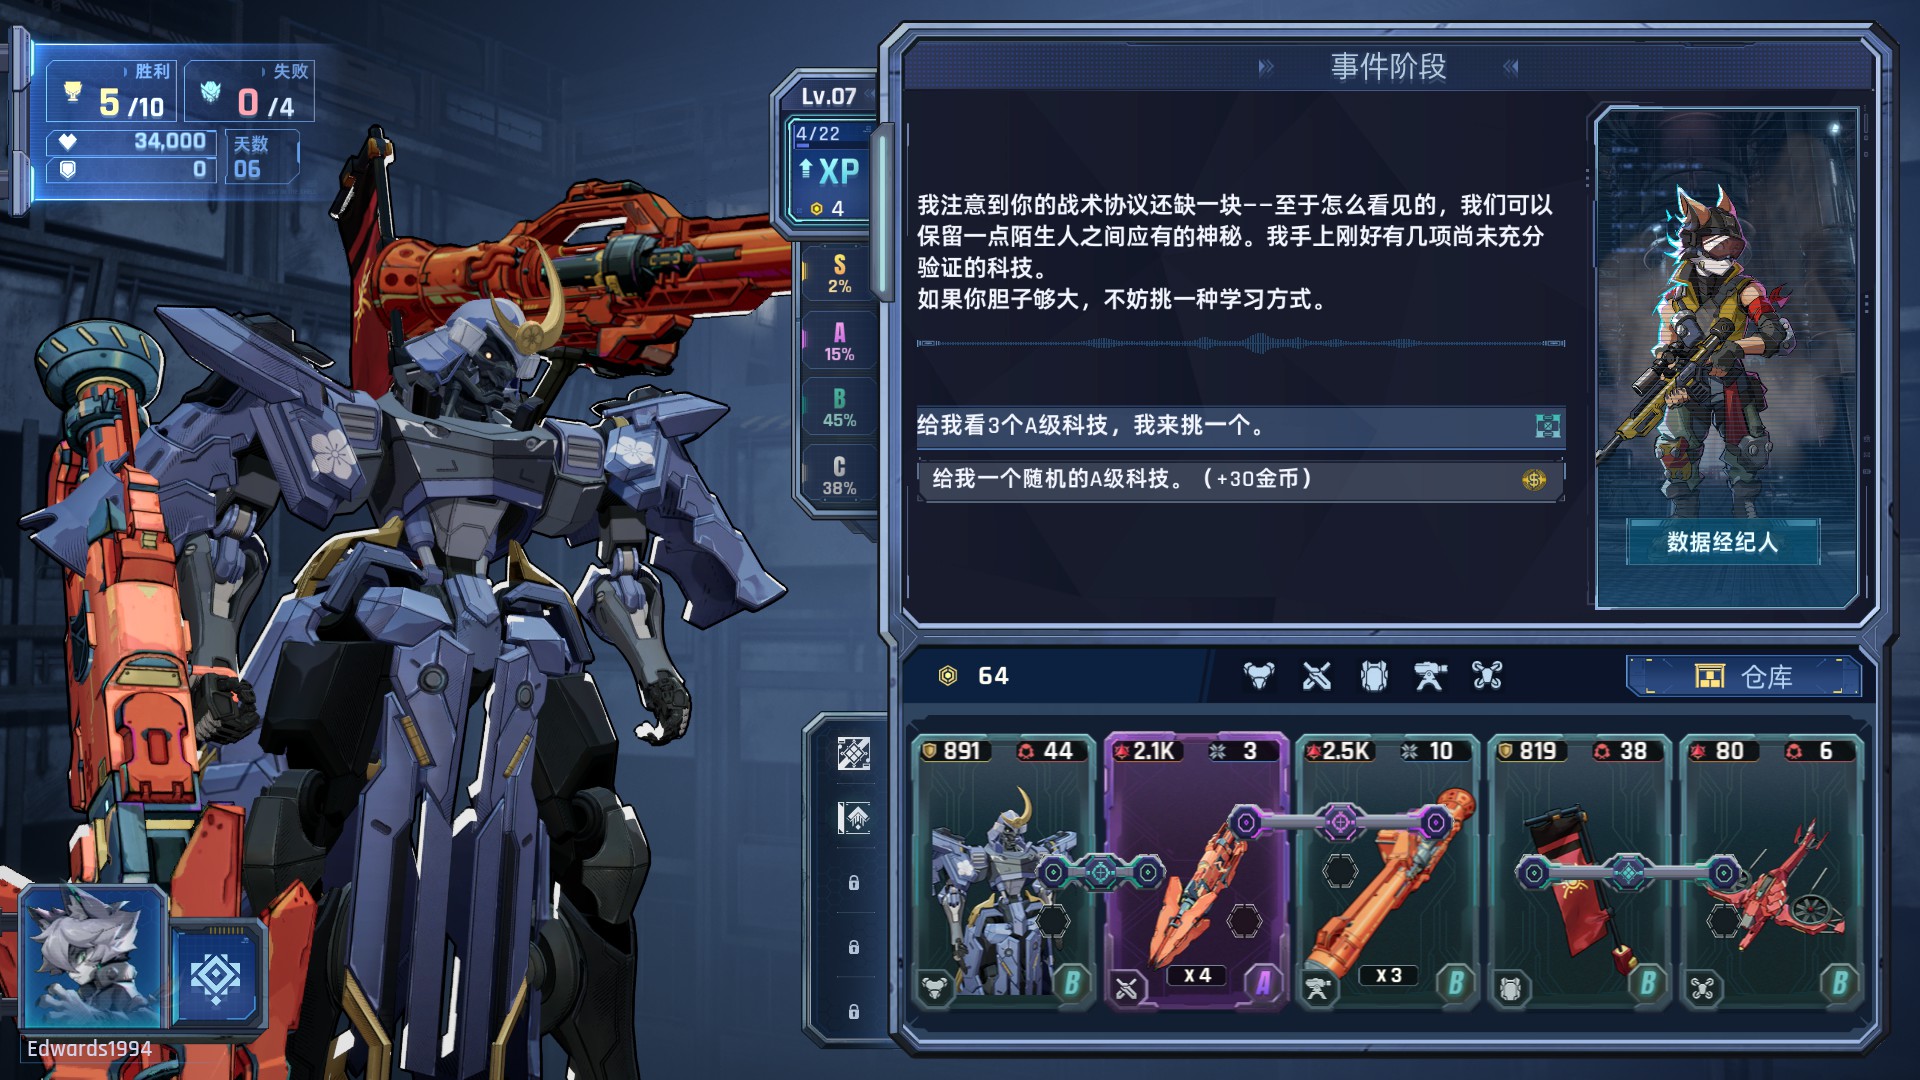 胜利
5/10
失败
0/4
34,000
0
天数
06
Lv.07
4/22
XP
4
S
2%
A
15%
B
45%
C
38%
事件阶段
我注意到你的战术协议还缺一块——至于怎么看见的，我们可以
保留一点陌生人之间应有的神秘。我手上刚好有几项尚未充分
验证的科技。
如果你胆子够大，不妨挑一种学习方式。
给我看3个A级科技，我来挑一个。
给我一个随机的A级科技。（+30金币）
数据经纪人
64
仓库
891
44
2.1K
3
2.5K
10
819
38
80
6
B
x4
A
x3
B
B
B
Edwards1994